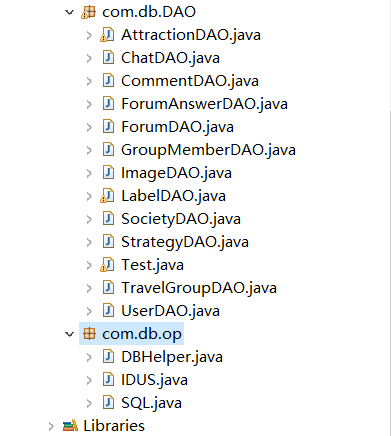 com.db.DAO
AttractionDAO.java
ChatDAO.java
CommentDAO.java
ForumAnswerDAO.java
ForumDAO.java
GroupMemberDAO.java
ImageDAO.java
LabelDAO.java
SocietyDAO.java
StrategyDAO.java
Test.java
TravelGroupDAO.java
UserDAO.java
com.db.op
DBHelper.java
IDUS.java
SQL.java
Libraries